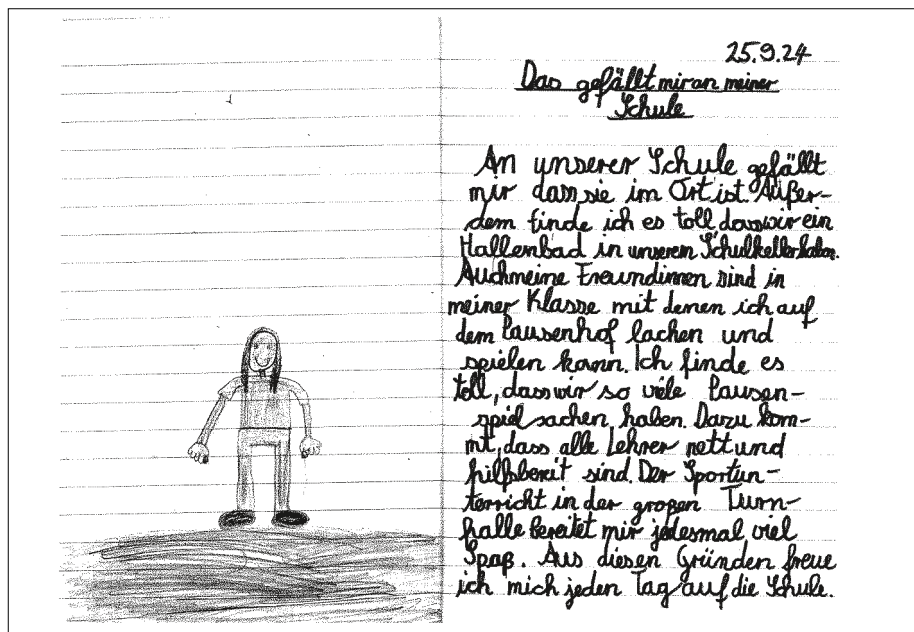 25.9.24
Das gefällt mir an meiner
Schule
An unserer Schule gefällt
mir dass sie im Ort ist. Außer-
dem finde ich es toll dass wir ein
Hallenbad in unserem Schulkeller haben.
Auch meine Freundinnen sind in
meiner Klasse mit denen ich auf
dem Pausenhof lachen und
spielen kann. Ich finde es
toll, dass wir so viele Pausen-
spielsachen haben. Dazu kom-
mt, dass alle Lehrer nett und
hilfsbereit sind. Der Sportun-
terricht in der großen Turn-
halle bereitet mir jedesmal viel
Spaß. Aus diesen Gründen freue
ich mich jeden Tag auf die Schule.